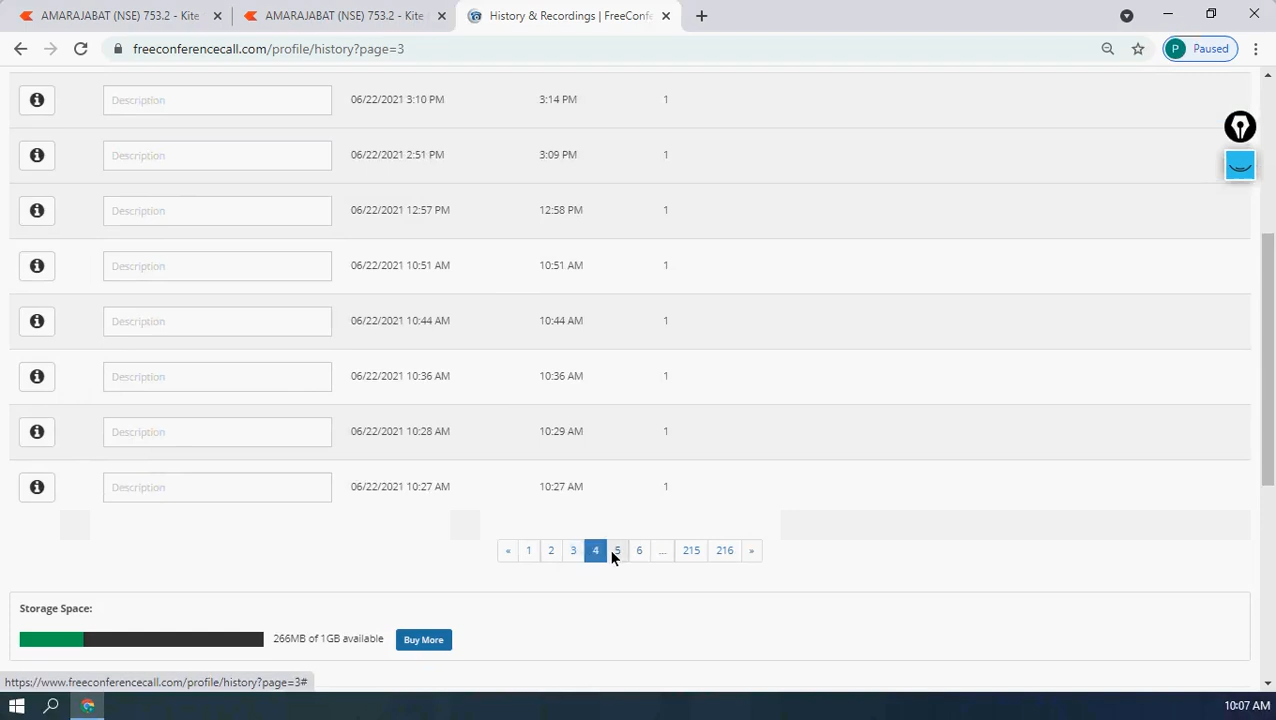 AMARAJABAT (NSE) 753.2 - Kite
AMARAJABAT (NSE) 753.2 - Kite
History & Recordings | FreeConfe
freeconferencecall.com/profile/history?page=3
P Paused
Description 06/22/2021 3:10 PM 3:14 PM 1
Description 06/22/2021 2:51 PM 3:09 PM 1
Description 06/22/2021 12:57 PM 12:58 PM 1
Description 06/22/2021 10:51 AM 10:51 AM 1
Description 06/22/2021 10:44 AM 10:44 AM 1
Description 06/22/2021 10:36 AM 10:36 AM 1
Description 06/22/2021 10:28 AM 10:29 AM 1
Description 06/22/2021 10:27 AM 10:27 AM 1
« 1 2 3 4 5 6 ... 215 216 »
Storage Space:
266MB of 1GB available Buy More
https://www.freeconferencecall.com/profile/history?page=3#
10:07 AM